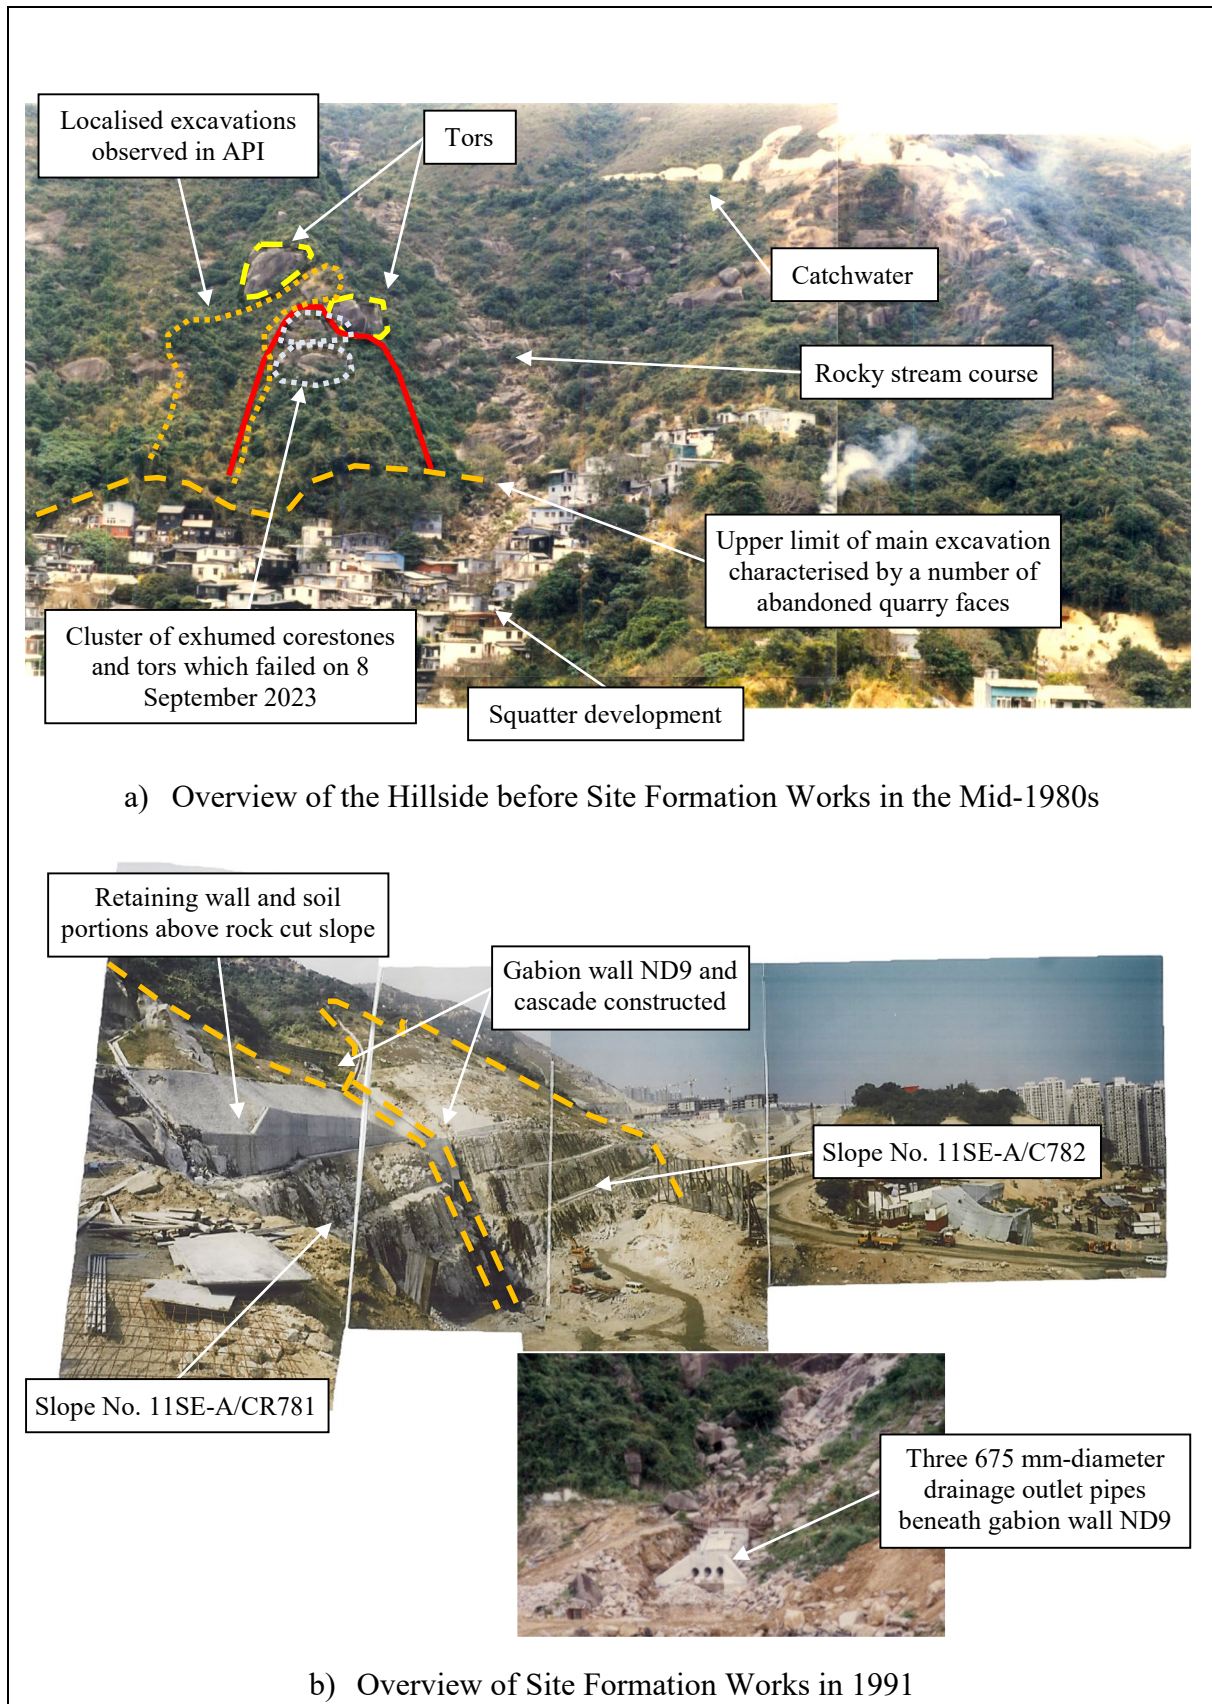 Localised excavations
observed in API
Tors
Catchwater
Rocky stream course
Upper limit of main excavation
characterised by a number of
abandoned quarry faces
Cluster of exhumed corestones
and tors which failed on 8
September 2023
Squatter development
a) Overview of the Hillside before Site Formation Works in the Mid-1980s
Retaining wall and soil
portions above rock cut slope
Gabion wall ND9 and
cascade constructed
Slope No. 11SE-A/C782
Slope No. 11SE-A/CR781
Three 675 mm-diameter
drainage outlet pipes
beneath gabion wall ND9
b) Overview of Site Formation Works in 1991